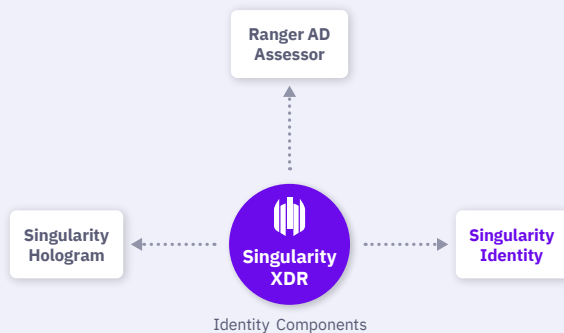 Ranger AD
Assessor
Singularity
Hologram
Singularity
XDR
Singularity
Identity
Identity Components